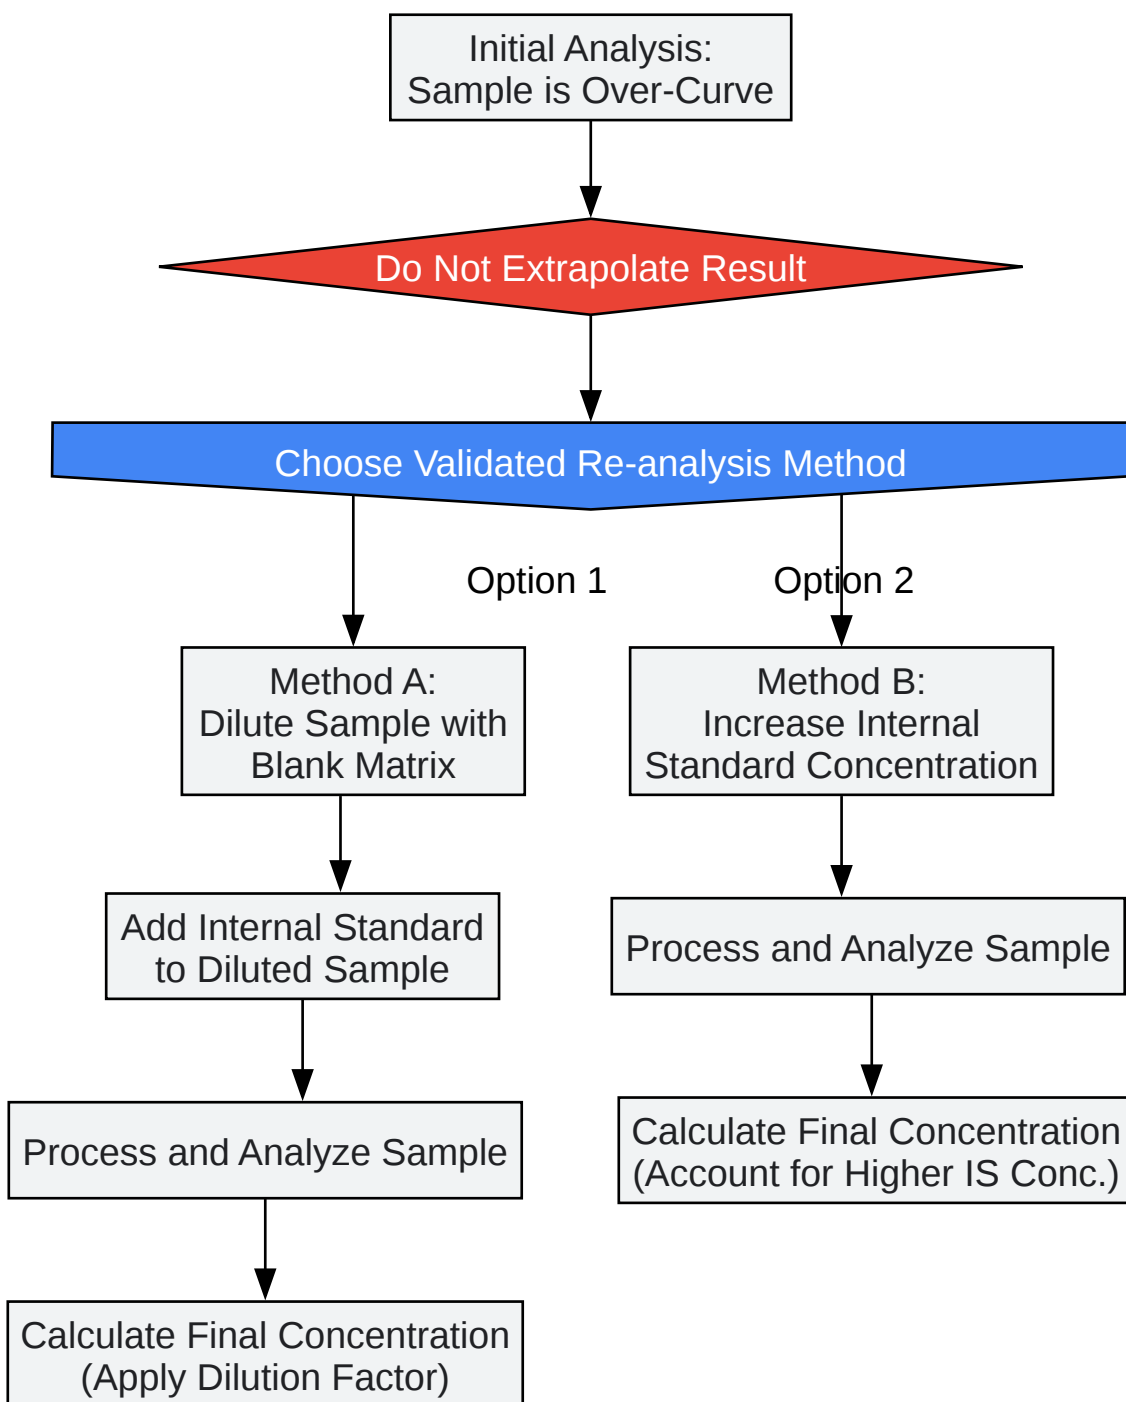 Initial Analysis:
Sample is Over-Curve
Do Not Extrapolate Result
Choose Validated Re-analysis Method
Option 1
Option 2
Method A:
Dilute Sample with
Blank Matrix
Method B:
Increase Internal
Standard Concentration
Add Internal Standard
to Diluted Sample
Process and Analyze Sample
Process and Analyze Sample
Calculate Final Concentration
(Account for Higher IS Conc.)
Calculate Final Concentration
(Apply Dilution Factor)